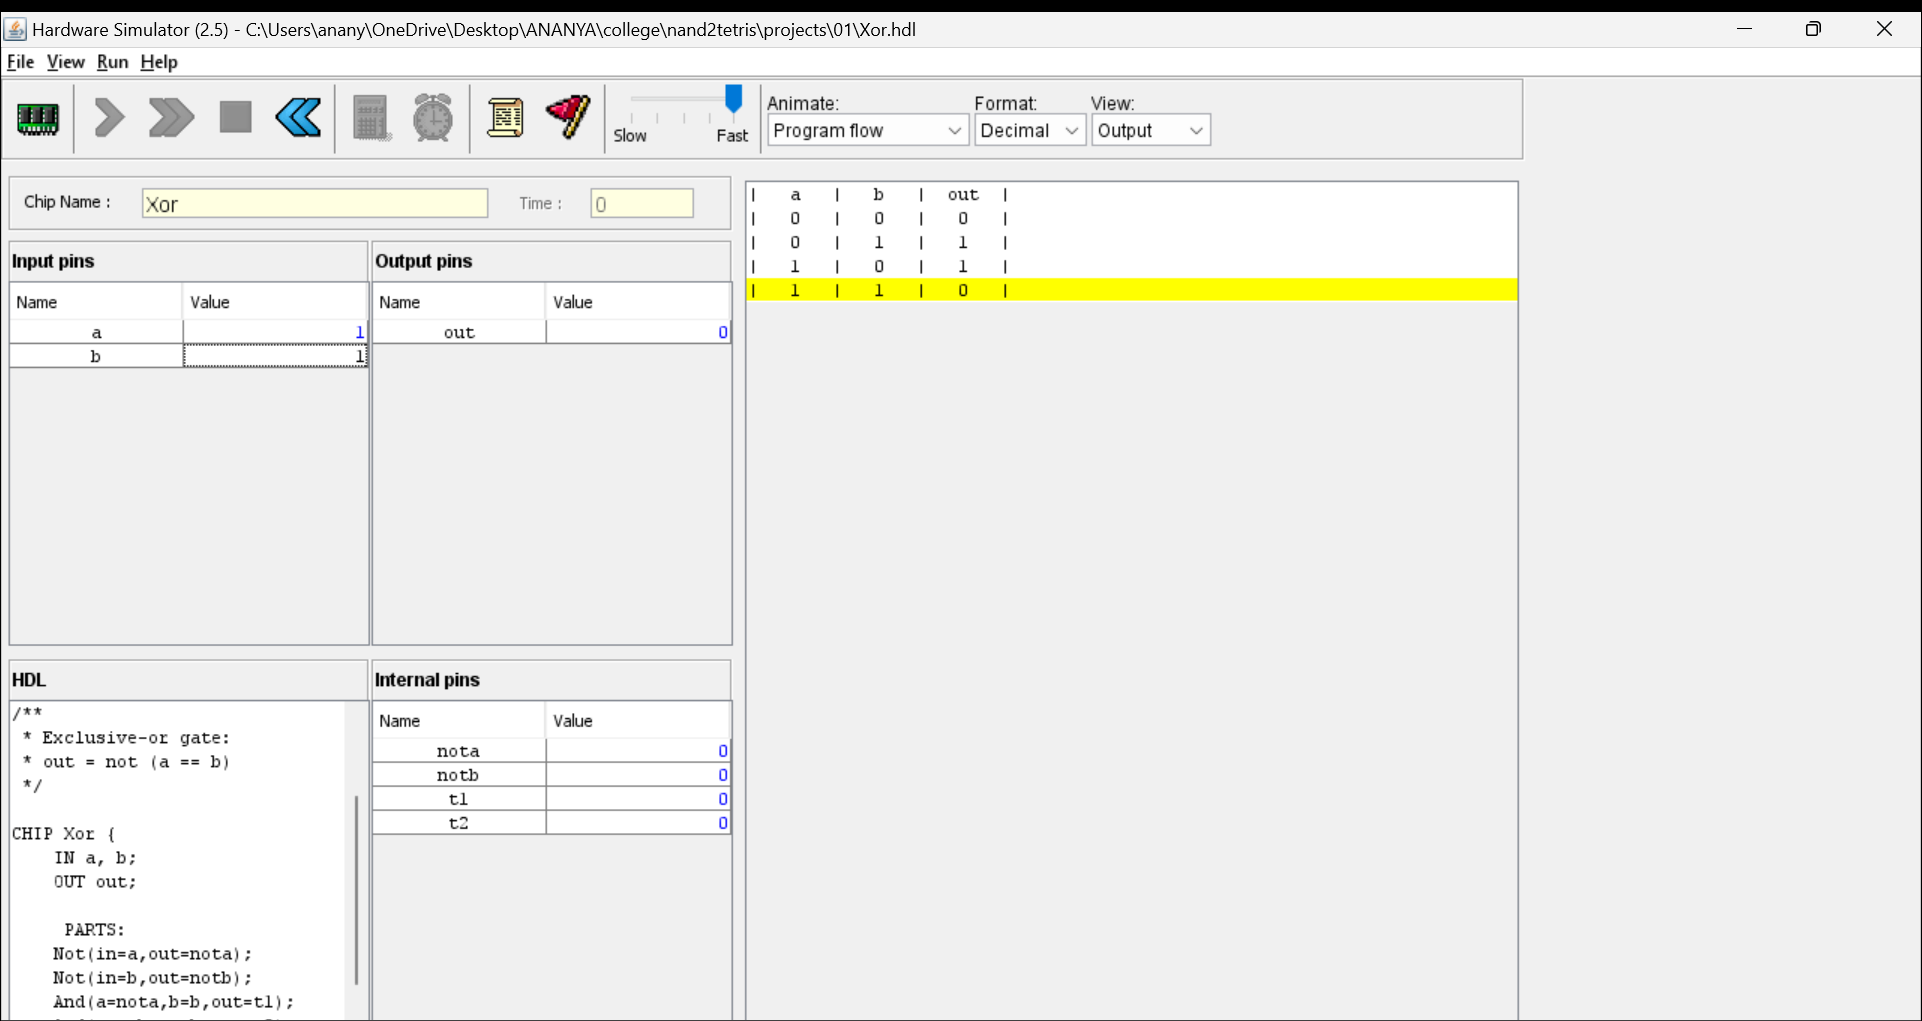 Hardware Simulator (2.5) - C:\Users\anany\OneDrive\Desktop\ANANYA\college\nand2tetris\projects\01\Xor.hdl
File View Run Help
Slow Fast
Animate: Format: View:
Program flow Decimal Output
Chip Name : Xor Time : 0
Input pins
Name Value
a 1
b 1
Output pins
Name Value
out 0
HDL
/**
* Exclusive-or gate:
* out = not (a == b)
*/
CHIP Xor {
IN a, b;
OUT out;
PARTS:
Not(in=a,out=nota);
Not(in=b,out=notb);
And(a=nota,b=b,out=t1);
Internal pins
Name Value
nota 0
notb 0
t1 0
t2 0
| a | b | out |
| 0 | 0 | 0 |
| 0 | 1 | 1 |
| 1 | 0 | 1 |
| 1 | 1 | 0 |